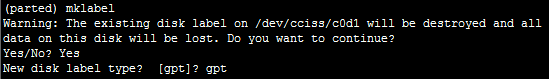 (parted) mklabel
Warning: The existing disk label on /dev/cciss/c0d1 will be destroyed and all
data on this disk will be lost. Do you want to continue?
Yes/No? Yes
New disk label type?  [gpt]? gpt